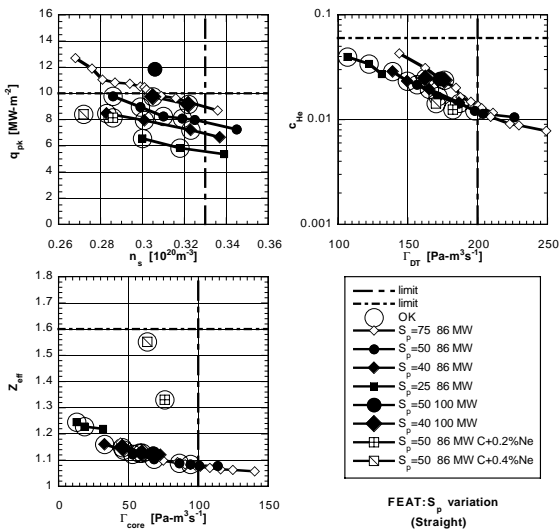 16
14
12
10
8
6
4
2
0
q_pk [MW-m⁻²]
0.26
0.28
0.3
0.32
0.34
0.36
n_s [10²⁰m⁻³]
0.1
0.01
0.001
c_He
100
150
200
250
Γ_DT [Pa-m³s⁻¹]
1.8
1.7
1.6
1.5
1.4
1.3
1.2
1.1
1
Z_eff
0
50
100
150
Γ_core [Pa-m³s⁻¹]
limit
limit
OK
S_p=75 86 MW
S_p=50 86 MW
S_p=40 86 MW
S_p=25 86 MW
S_p=50 100 MW
S_p=40 100 MW
S_p=50 86 MW C+0.2%Ne
S_p=50 86 MW C+0.4%Ne
FEAT:S_p variation
(Straight)